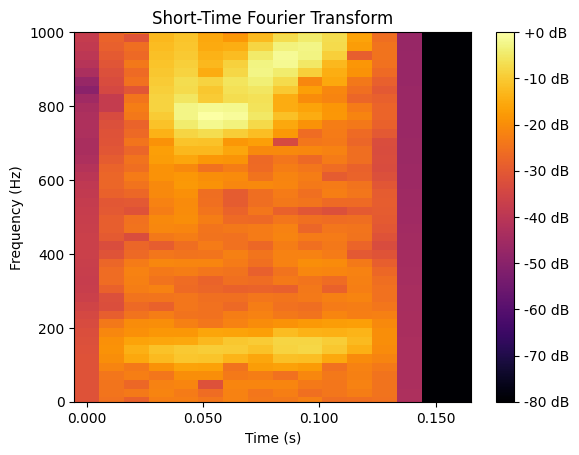 Short-Time Fourier Transform
1000
800
600
400
200
0
Frequency (Hz)
0.000
0.050
0.100
0.150
Time (s)
+0 dB
-10 dB
-20 dB
-30 dB
-40 dB
-50 dB
-60 dB
-70 dB
-80 dB